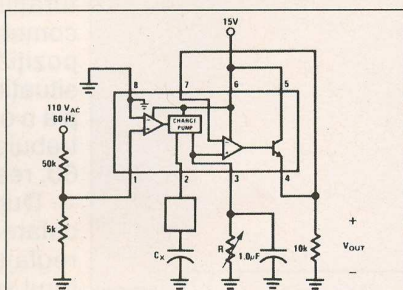 15V
8
7
6
5
110 VAC
60 Hz
CHANGE
PUMP
50k
1
2
3
4
5k
CX
R
1.0μF
10k
+
VOUT
−